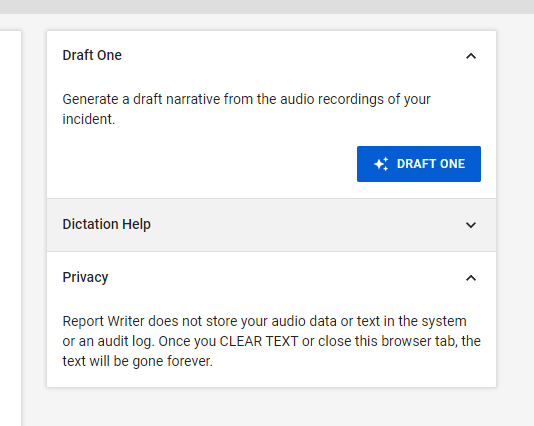 Draft One
Generate a draft narrative from the audio recordings of your
incident.
DRAFT ONE
Dictation Help
Privacy
Report Writer does not store your audio data or text in the system
or an audit log. Once you CLEAR TEXT or close this browser tab, the
text will be gone forever.